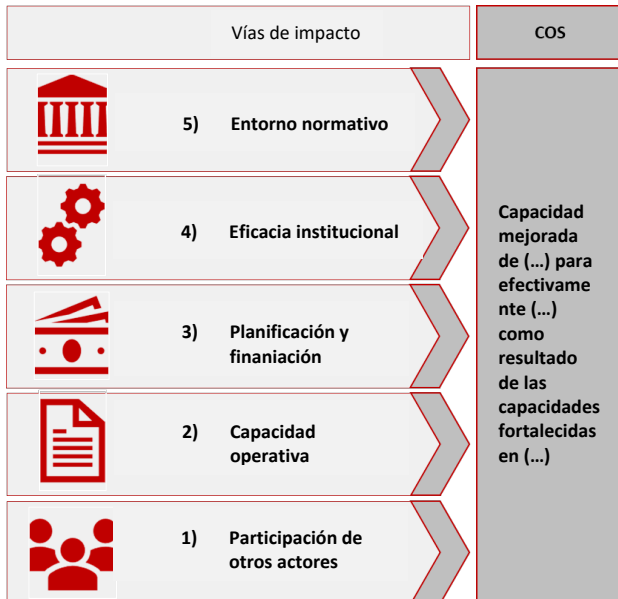 Vías de impacto
COS
5) Entorno normativo
4) Eficacia institucional
3) Planificación y
finaniación
2) Capacidad
operativa
1) Participación de
otros actores
Capacidad
mejorada
de (...) para
efectivame
nte (...)
como
resultado
de las
capacidades
fortalecidas
en (...)